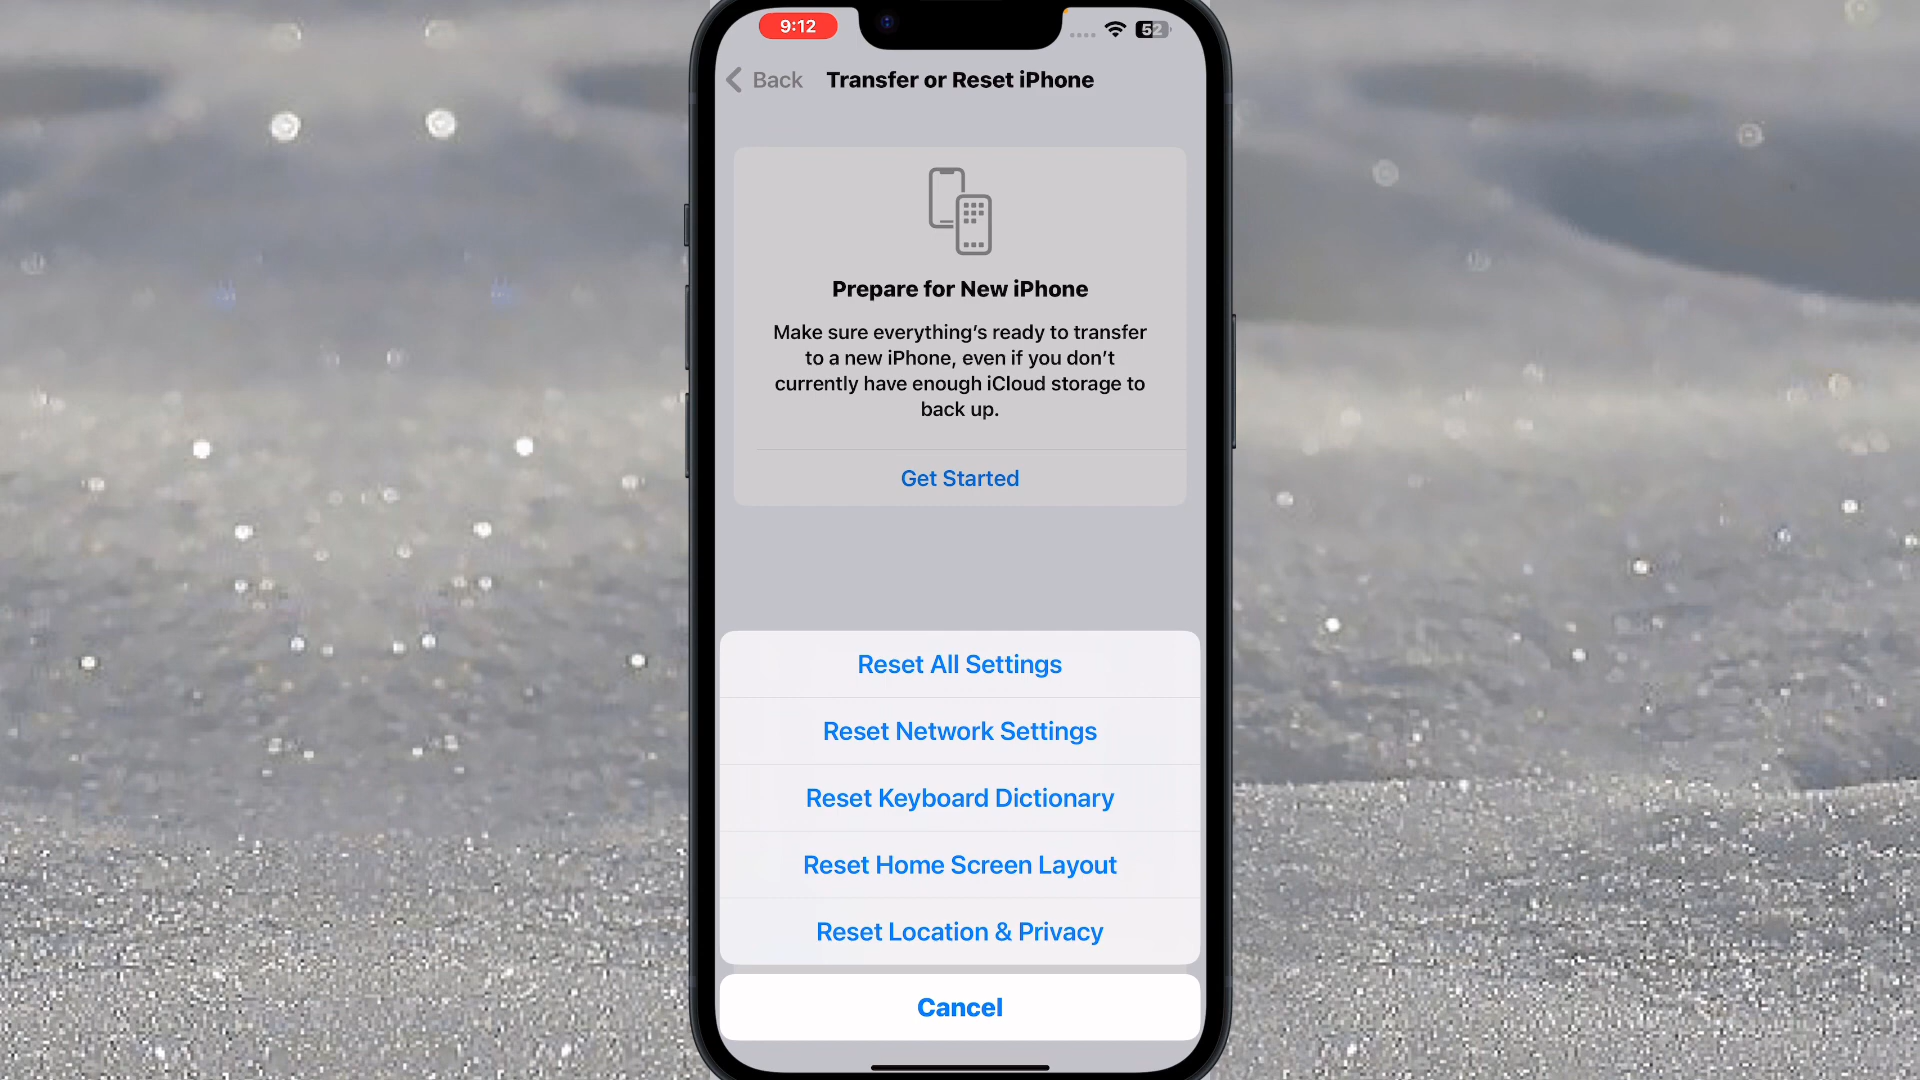 9:12
52
Back
Transfer or Reset iPhone
Prepare for New iPhone
Make sure everything's ready to transfer
to a new iPhone, even if you don't
currently have enough iCloud storage to
back up.
Get Started
Reset All Settings
Reset Network Settings
Reset Keyboard Dictionary
Reset Home Screen Layout
Reset Location & Privacy
Cancel